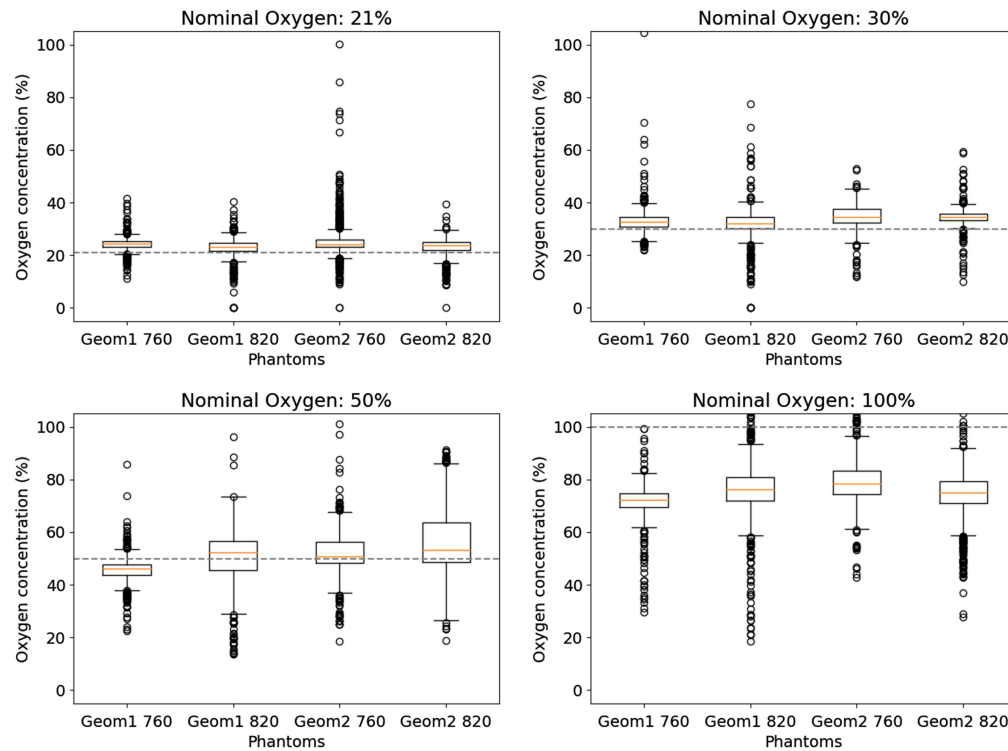 Nominal Oxygen: 21%
Oxygen concentration (%)
100
80
60
40
20
0
Geom1 760 Geom1 820 Geom2 760 Geom2 820
Phantoms
Nominal Oxygen: 30%
Oxygen concentration (%)
100
80
60
40
20
0
Geom1 760 Geom1 820 Geom2 760 Geom2 820
Phantoms
Nominal Oxygen: 50%
Oxygen concentration (%)
100
80
60
40
20
0
Geom1 760 Geom1 820 Geom2 760 Geom2 820
Phantoms
Nominal Oxygen: 100%
Oxygen concentration (%)
100
80
60
40
20
0
Geom1 760 Geom1 820 Geom2 760 Geom2 820
Phantoms